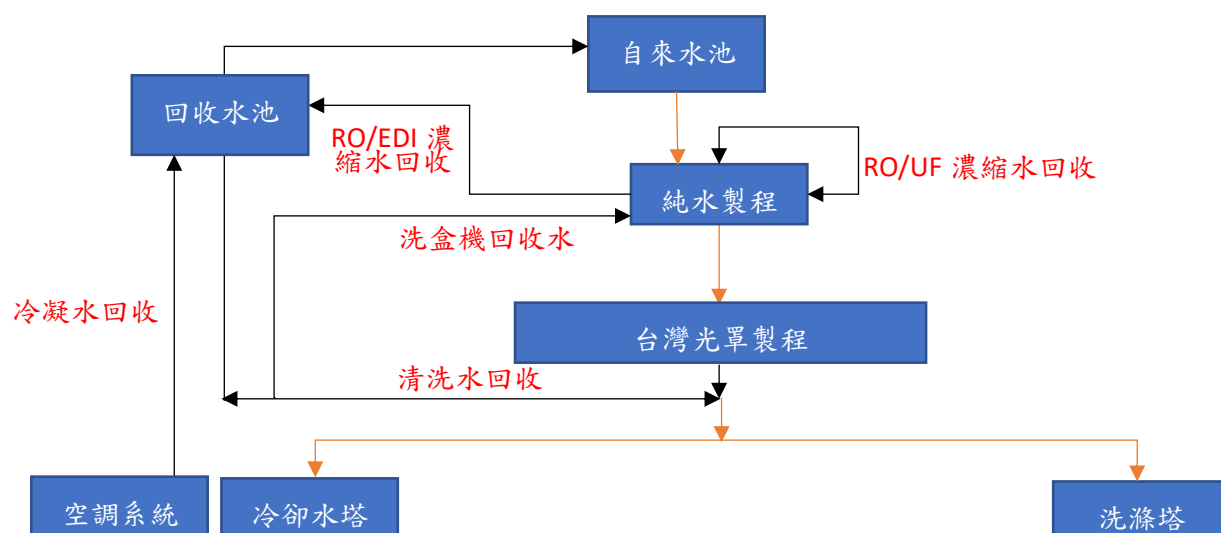 自來水池
回收水池
RO/EDI 濃
縮水回收
RO/UF 濃縮水回收
純水製程
洗盒機回收水
冷凝水回收
台灣光罩製程
清洗水回收
空調系統
冷卻水塔
洗滌塔